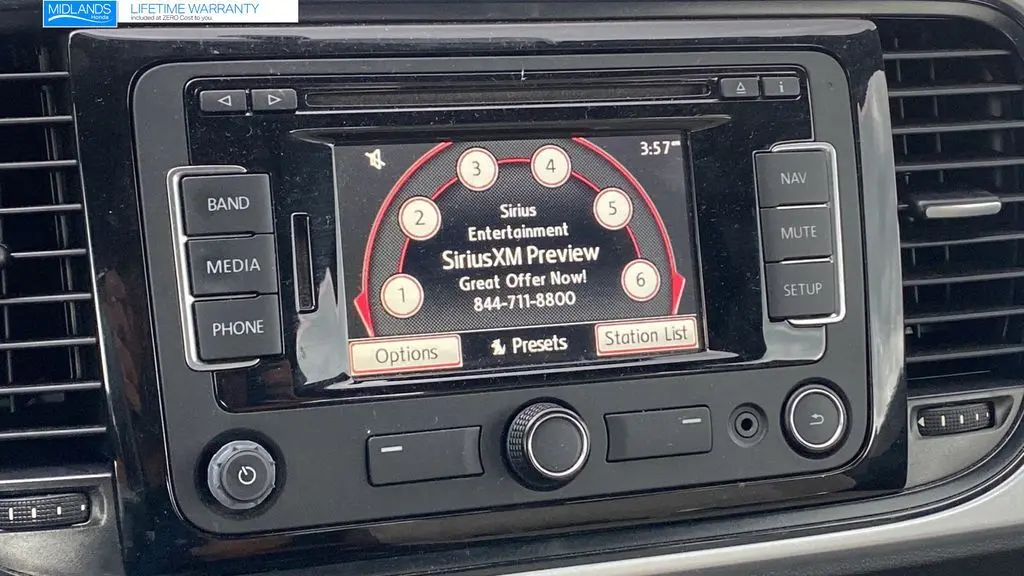 MIDLANDS
Honda
LIFETIME WARRANTY
Included at ZERO Cost to you.
i
3:57
BAND
MEDIA
PHONE
1
2
3
4
5
6
Sirius
Entertainment
SiriusXM Preview
Great Offer Now!
844-711-8800
Options
Presets
Station List
NAV
MUTE
SETUP